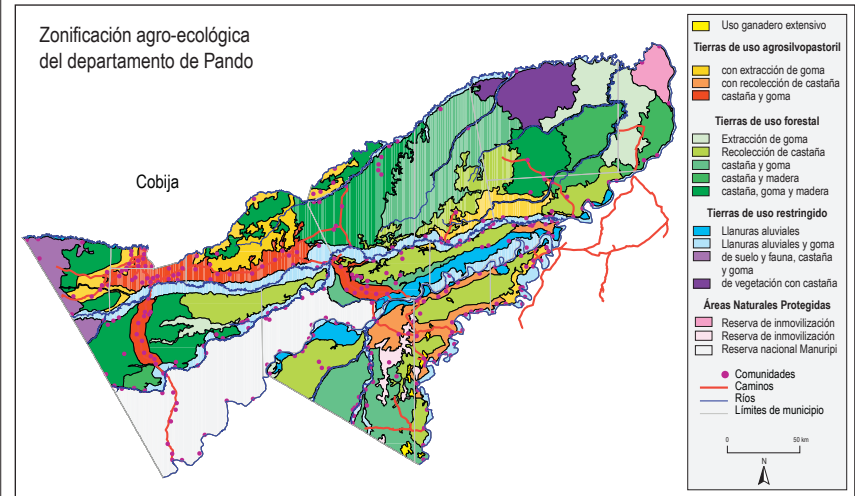 Zonificación agro-ecológica
del departamento de Pando
Cobija
Uso ganadero extensivo
Tierras de uso agrosilvopastoril
con extracción de goma
con recolección de castaña
castaña y goma
Tierras de uso forestal
Extracción de goma
Recolección de castaña
castaña y goma
castaña y madera
castaña, goma y madera
Tierras de uso restringido
Llanuras aluviales
Llanuras aluviales y goma
de suelo y fauna, castaña
y goma
de vegetación con castaña
Áreas Naturales Protegidas
Reserva de inmovilización
Reserva de inmovilización
Reserva nacional Manuripi
Comunidades
Caminos
Ríos
Límites de municipio
0 50 km
N